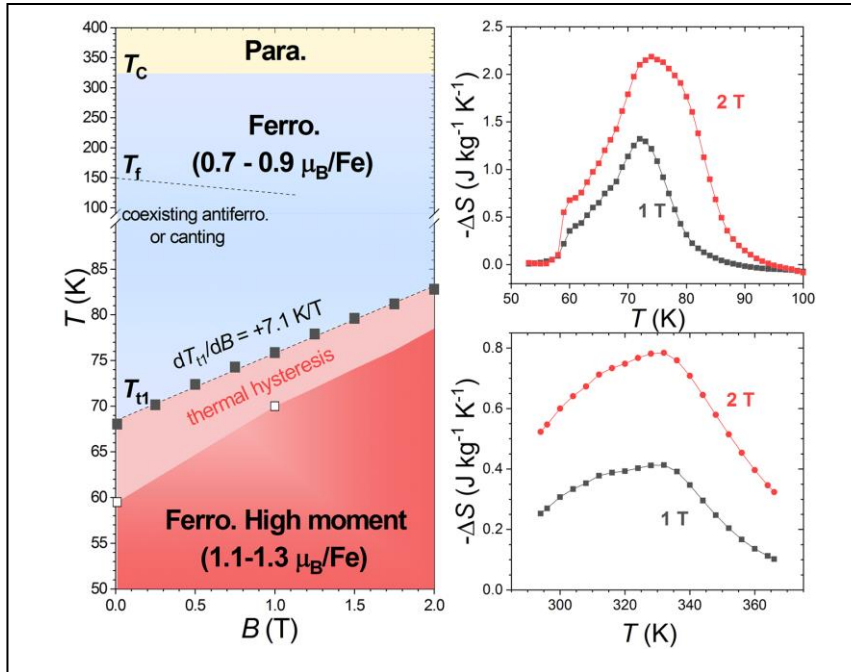 400
350
300
250
200
150
100
85
80
75
70
65
60
55
50
T (K)
T_C
T_f
T_t1
Para.
Ferro.
(0.7 - 0.9 μ_B/Fe)
coexisting antiferro.
or canting
dT_t1/dB = +7.1 K/T
thermal hysteresis
Ferro. High moment
(1.1-1.3 μ_B/Fe)
0.0 0.5 1.0 1.5 2.0
B (T)
-ΔS (J kg⁻¹ K⁻¹)
2.5
2.0
1.5
1.0
0.5
0.0
2 T
1 T
50 60 70 80 90 100
T (K)
-ΔS (J kg⁻¹ K⁻¹)
0.8
0.6
0.4
0.2
0.0
2 T
1 T
300 320 340 360
T (K)